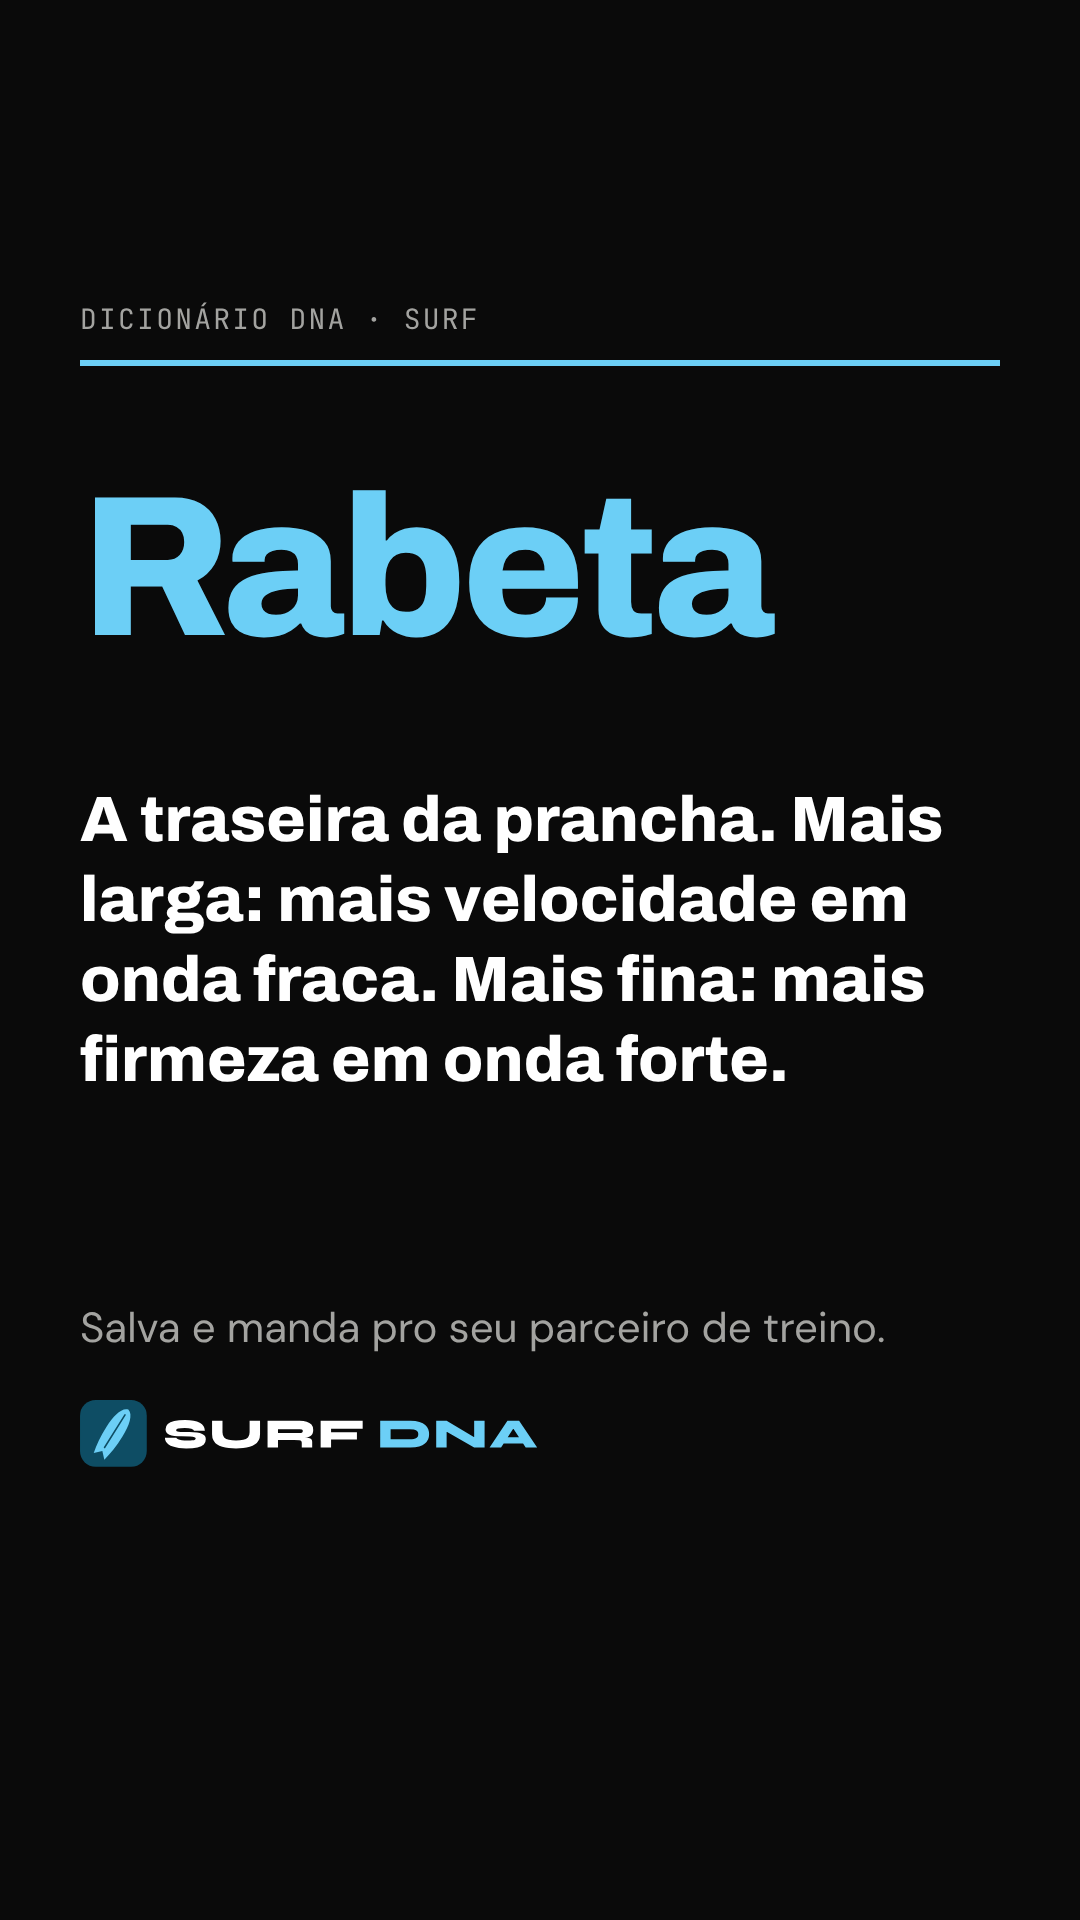 DICIONÁRIO DNA · SURF
Rabeta
A traseira da prancha. Mais
larga: mais velocidade em
onda fraca. Mais fina: mais
firmeza em onda forte.
Salva e manda pro seu parceiro de treino.
SURF DNA